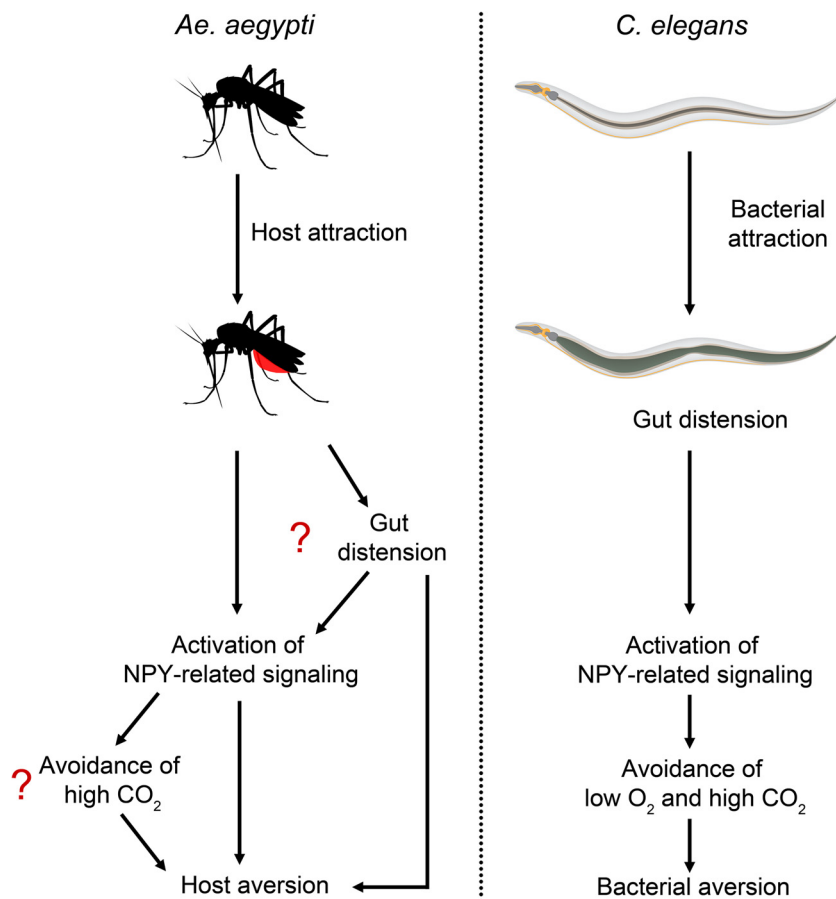 Ae. aegypti
Host attraction
?
Gut
distension
Activation of
NPY-related signaling
?
Avoidance of
high CO₂
Host aversion
C. elegans
Bacterial
attraction
Gut distension
Activation of
NPY-related signaling
Avoidance of
low O₂ and high CO₂
Bacterial aversion